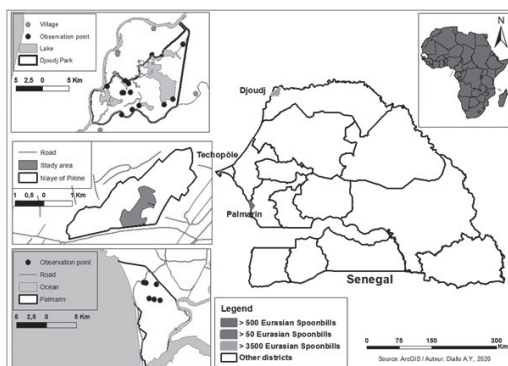 Village
Observation point
Lake
Djoudj Park
5 2,5 0 5 Km
Road
Stady area
Niaye of Pikine
1 0,5 0 1 Km
Observation point
Road
Ocean
Palmarin
5 2,5 0 5 Km
N
Djoudj
Techopôle
Palmarin
Senegal
Legend
> 500 Eurasian Spoonbills
> 50 Eurasian Spoonbills
> 3500 Eurasian Spoonbills
Other districts
0 75 150 300
Km
Source: ArcGIS / Auteur: Diallo A.Y., 2020